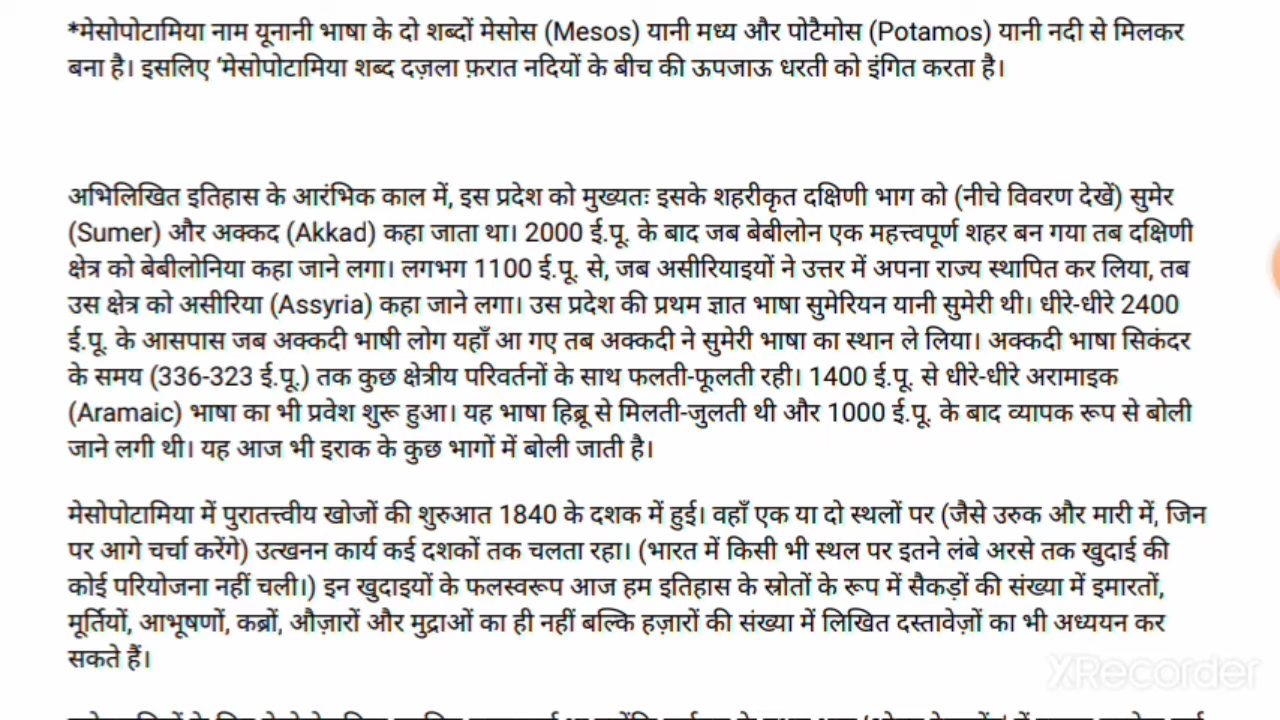 *मेसोपोटामिया नाम यूनानी भाषा के दो शब्दों मेसोस (Mesos) यानी मध्य और पोटैमोस (Potamos) यानी नदी से मिलकर
बना है। इसलिए 'मेसोपोटामिया शब्द दज़ला फ़रात नदियों के बीच की ऊपजाऊ धरती को इंगित करता है।
अभिलिखित इतिहास के आरंभिक काल में, इस प्रदेश को मुख्यतः इसके शहरीकृत दक्षिणी भाग को (नीचे विवरण देखें) सुमेर
(Sumer) और अक्कद (Akkad) कहा जाता था। 2000 ई.पू. के बाद जब बेबीलोन एक महत्त्वपूर्ण शहर बन गया तब दक्षिणी
क्षेत्र को बेबीलोनिया कहा जाने लगा। लगभग 1100 ई.पू. से, जब असीरियाइयों ने उत्तर में अपना राज्य स्थापित कर लिया, तब
उस क्षेत्र को असीरिया (Assyria) कहा जाने लगा। उस प्रदेश की प्रथम ज्ञात भाषा सुमेरियन यानी सुमेरी थी। धीरे-धीरे 2400
ई.पू. के आसपास जब अक्कदी भाषी लोग यहाँ आ गए तब अक्कदी ने सुमेरी भाषा का स्थान ले लिया। अक्कदी भाषा सिकंदर
के समय (336-323 ई.पू.) तक कुछ क्षेत्रीय परिवर्तनों के साथ फलती-फूलती रही। 1400 ई.पू. से धीरे-धीरे अरामाइक
(Aramaic) भाषा का भी प्रवेश शुरू हुआ। यह भाषा हिब्रू से मिलती-जुलती थी और 1000 ई.पू. के बाद व्यापक रूप से बोली
जाने लगी थी। यह आज भी इराक के कुछ भागों में बोली जाती है।
मेसोपोटामिया में पुरातत्त्वीय खोजों की शुरुआत 1840 के दशक में हुई। वहाँ एक या दो स्थलों पर (जैसे उरुक और मारी में, जिन
पर आगे चर्चा करेंगे) उत्खनन कार्य कई दशकों तक चलता रहा। (भारत में किसी भी स्थल पर इतने लंबे अरसे तक खुदाई की
कोई परियोजना नहीं चली।) इन खुदाइयों के फलस्वरूप आज हम इतिहास के स्रोतों के रूप में सैकड़ों की संख्या में इमारतों,
मूर्तियों, आभूषणों, कब्रों, औज़ारों और मुद्राओं का ही नहीं बल्कि हज़ारों की संख्या में लिखित दस्तावेज़ों का भी अध्ययन कर
सकते हैं।
XRecorder